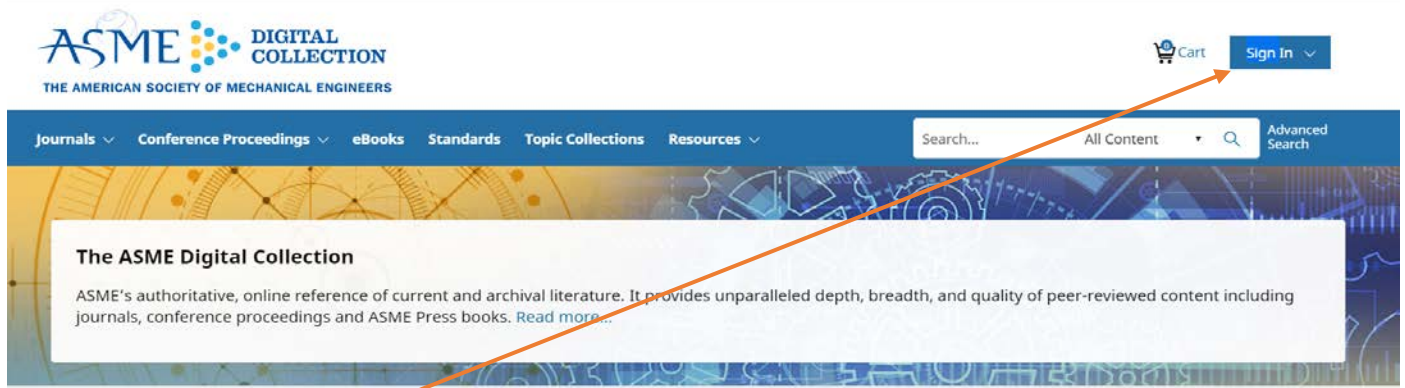 ASME DIGITAL COLLECTION
THE AMERICAN SOCIETY OF MECHANICAL ENGINEERS
0 Cart Sign In
Journals Conference Proceedings eBooks Standards Topic Collections Resources Search... All Content Advanced Search
The ASME Digital Collection
ASME's authoritative, online reference of current and archival literature. It provides unparalleled depth, breadth, and quality of peer-reviewed content including
journals, conference proceedings and ASME Press books. Read more...